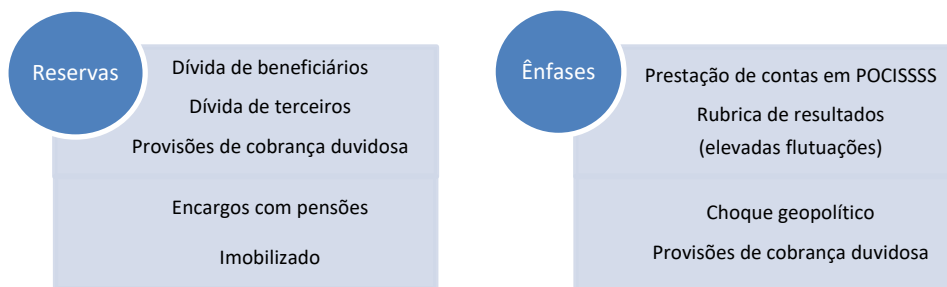 Reservas
Dívida de beneficiários
Dívida de terceiros
Provisões de cobrança duvidosa
Encargos com pensões
Imobilizado
Ênfases
Prestação de contas em POCISSSS
Rubrica de resultados
(elevadas flutuações)
Choque geopolítico
Provisões de cobrança duvidosa